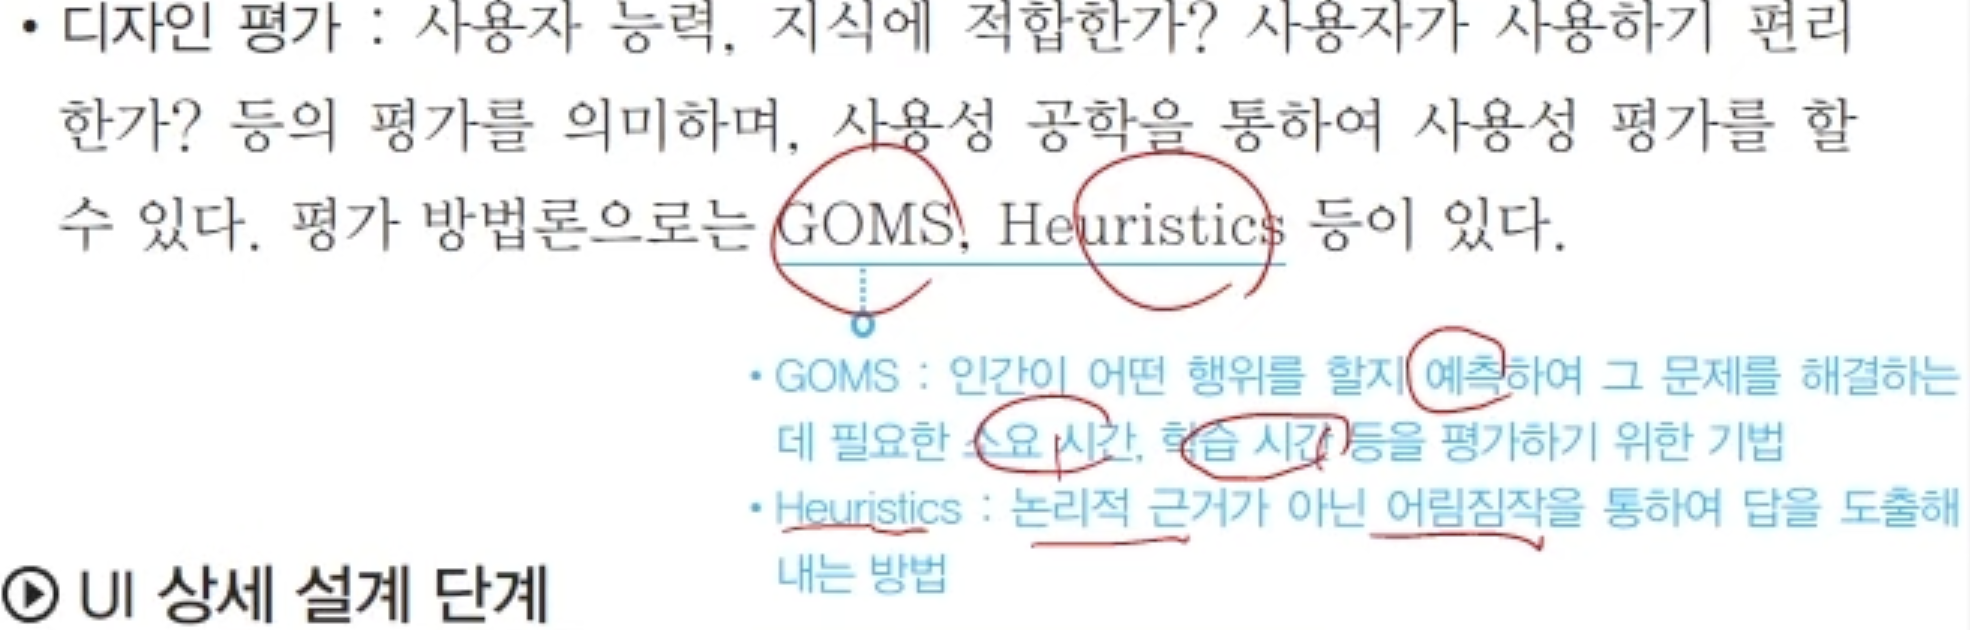 • 디자인 평가 : 사용자 능력, 지식에 적합한가? 사용자가 사용하기 편리
한가? 등의 평가를 의미하며, 사용성 공학을 통하여 사용성 평가를 할
수 있다. 평가 방법론으로는 GOMS, Heuristics 등이 있다.
• GOMS : 인간이 어떤 행위를 할지 예측하여 그 문제를 해결하는
데 필요한 소요 시간, 학습 시간 등을 평가하기 위한 기법
• Heuristics : 논리적 근거가 아닌 어림짐작을 통하여 답을 도출해
내는 방법
UI 상세 설계 단계